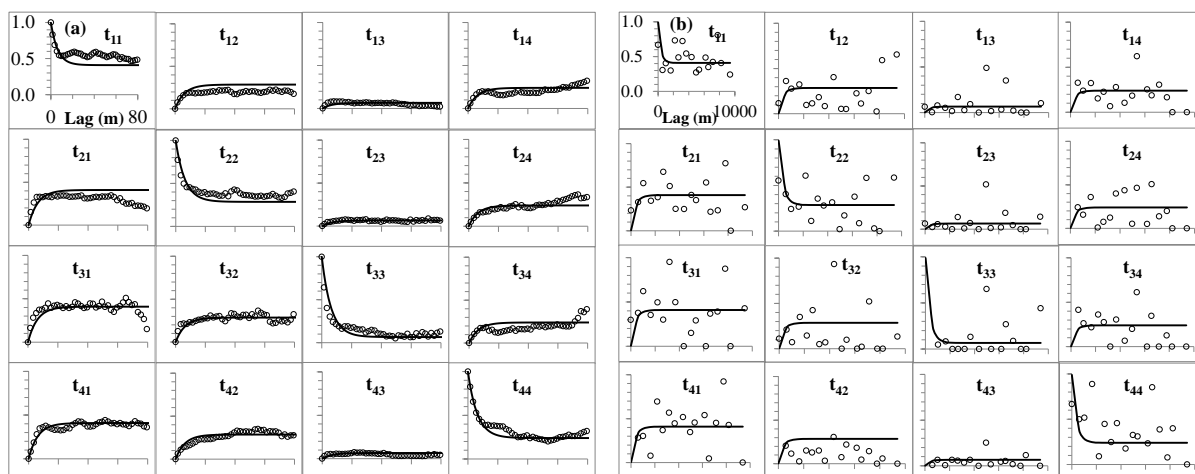 1.0 (a) t11 t12 t13 t14
0.5
0.0
0 Lag (m) 80
t21 t22 t23 t24
t31 t32 t33 t34
t41 t42 t43 t44
1.0 (b) t11 t12 t13 t14
0.5
0.0
0 Lag (m) 10000
t21 t22 t23 t24
t31 t32 t33 t34
t41 t42 t43 t44